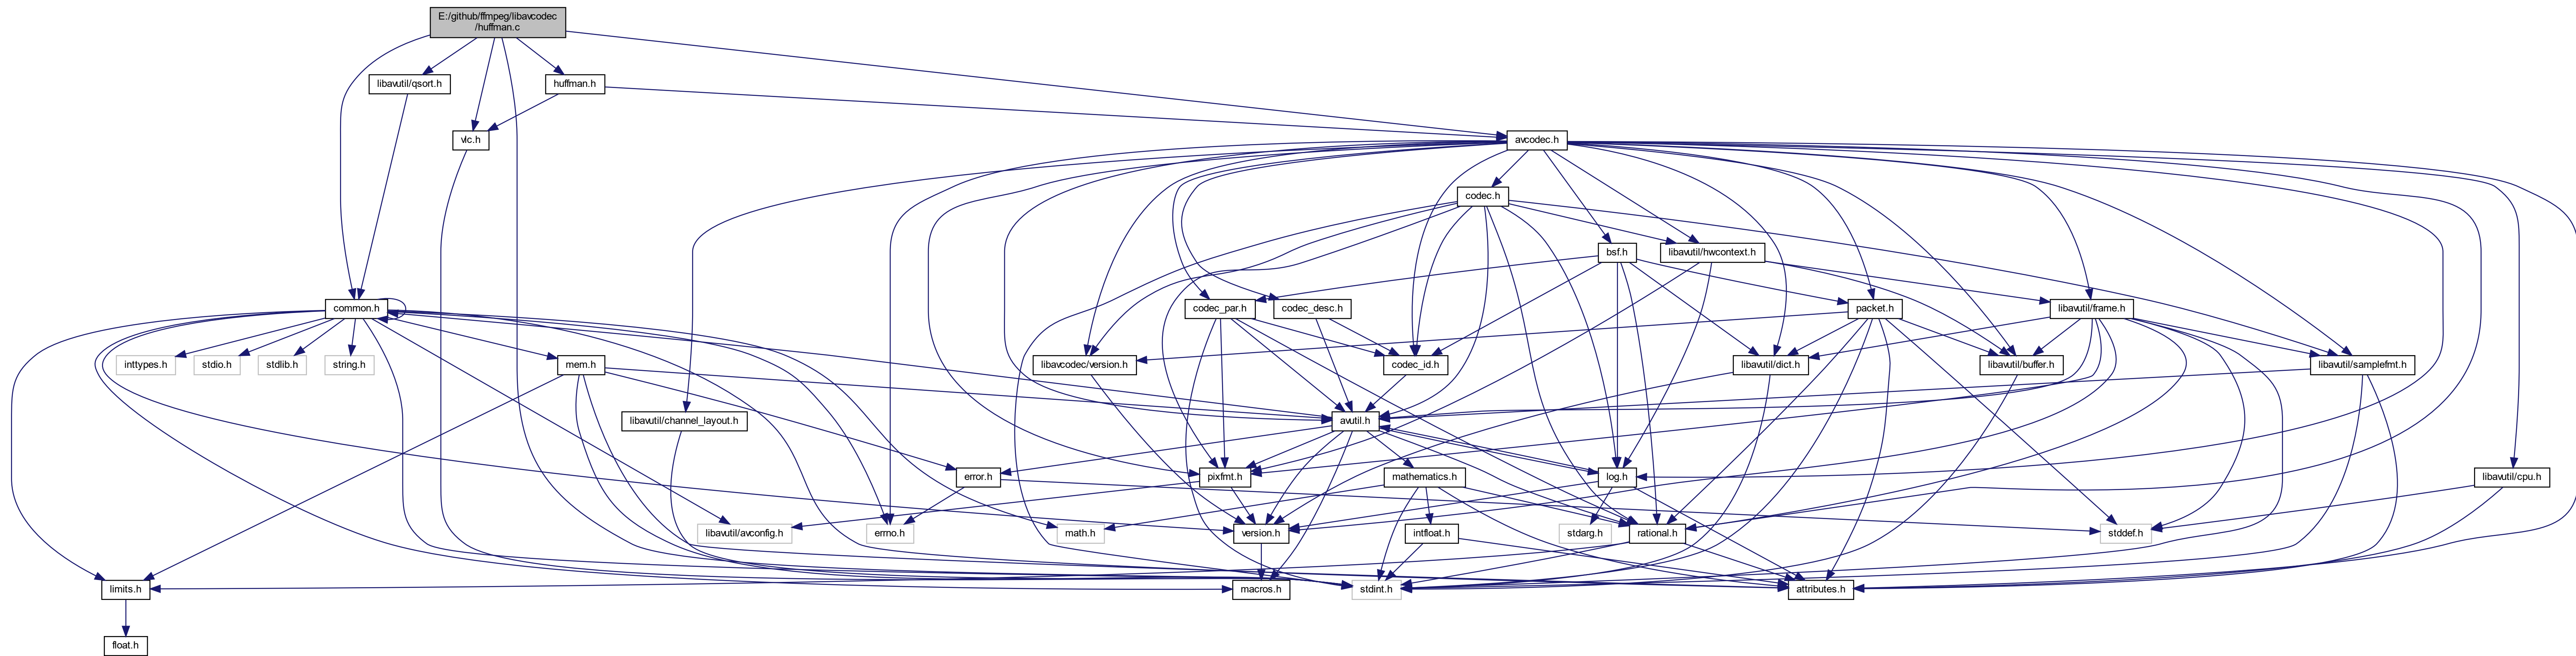 E:/github/ffmpeg/libavcodec
/huffman.c
libavutil/qsort.h
huffman.h
vlc.h
avcodec.h
codec.h
bsf.h
libavutil/hwcontext.h
common.h
codec_par.h
codec_desc.h
packet.h
libavutil/frame.h
inttypes.h
stdio.h
stdlib.h
string.h
mem.h
libavcodec/version.h
codec_id.h
libavutil/dict.h
libavutil/buffer.h
libavutil/samplefmt.h
libavutil/channel_layout.h
avutil.h
error.h
pixfmt.h
mathematics.h
log.h
libavutil/cpu.h
libavutil/avconfig.h
errno.h
math.h
version.h
intfloat.h
stdarg.h
rational.h
stddef.h
limits.h
macros.h
stdint.h
attributes.h
float.h